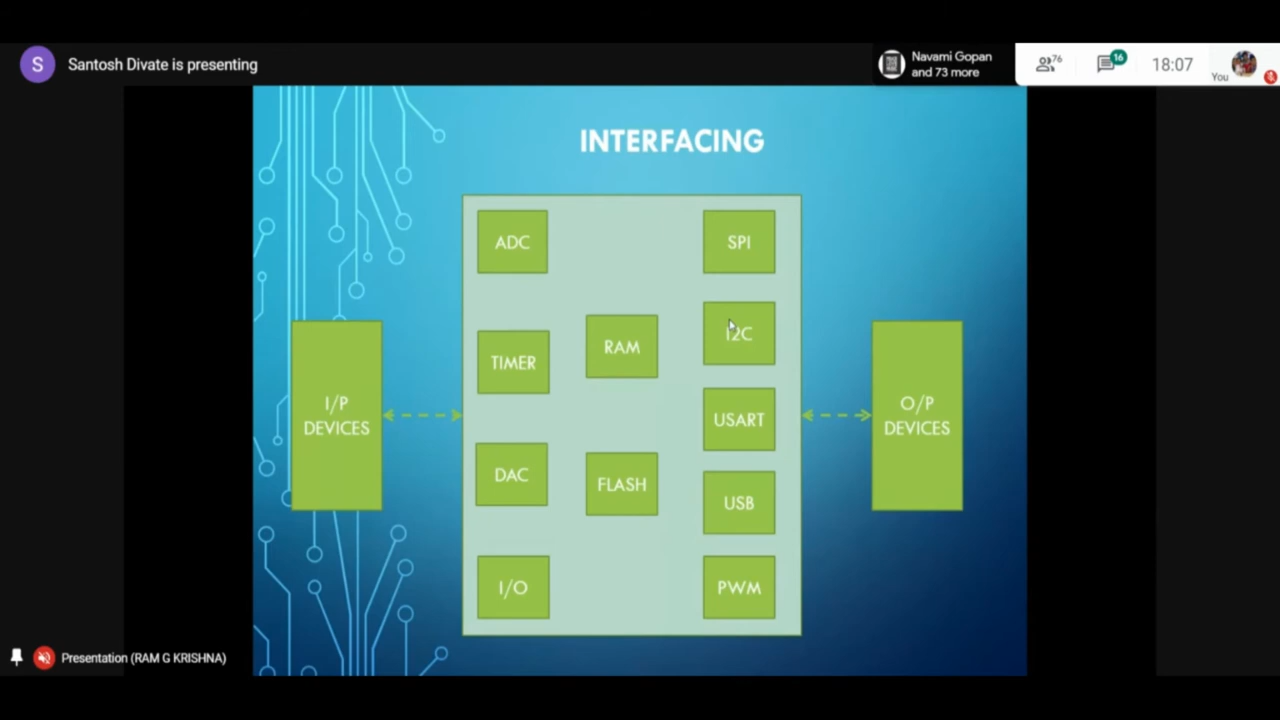 S
Santosh Divate is presenting
Navami Gopan
and 73 more
76
16
18:07
You
INTERFACING
ADC
SPI
I2C
TIMER
RAM
USART
I/P
DEVICES
O/P
DEVICES
DAC
FLASH
USB
I/O
PWM
Presentation (RAM G KRISHNA)